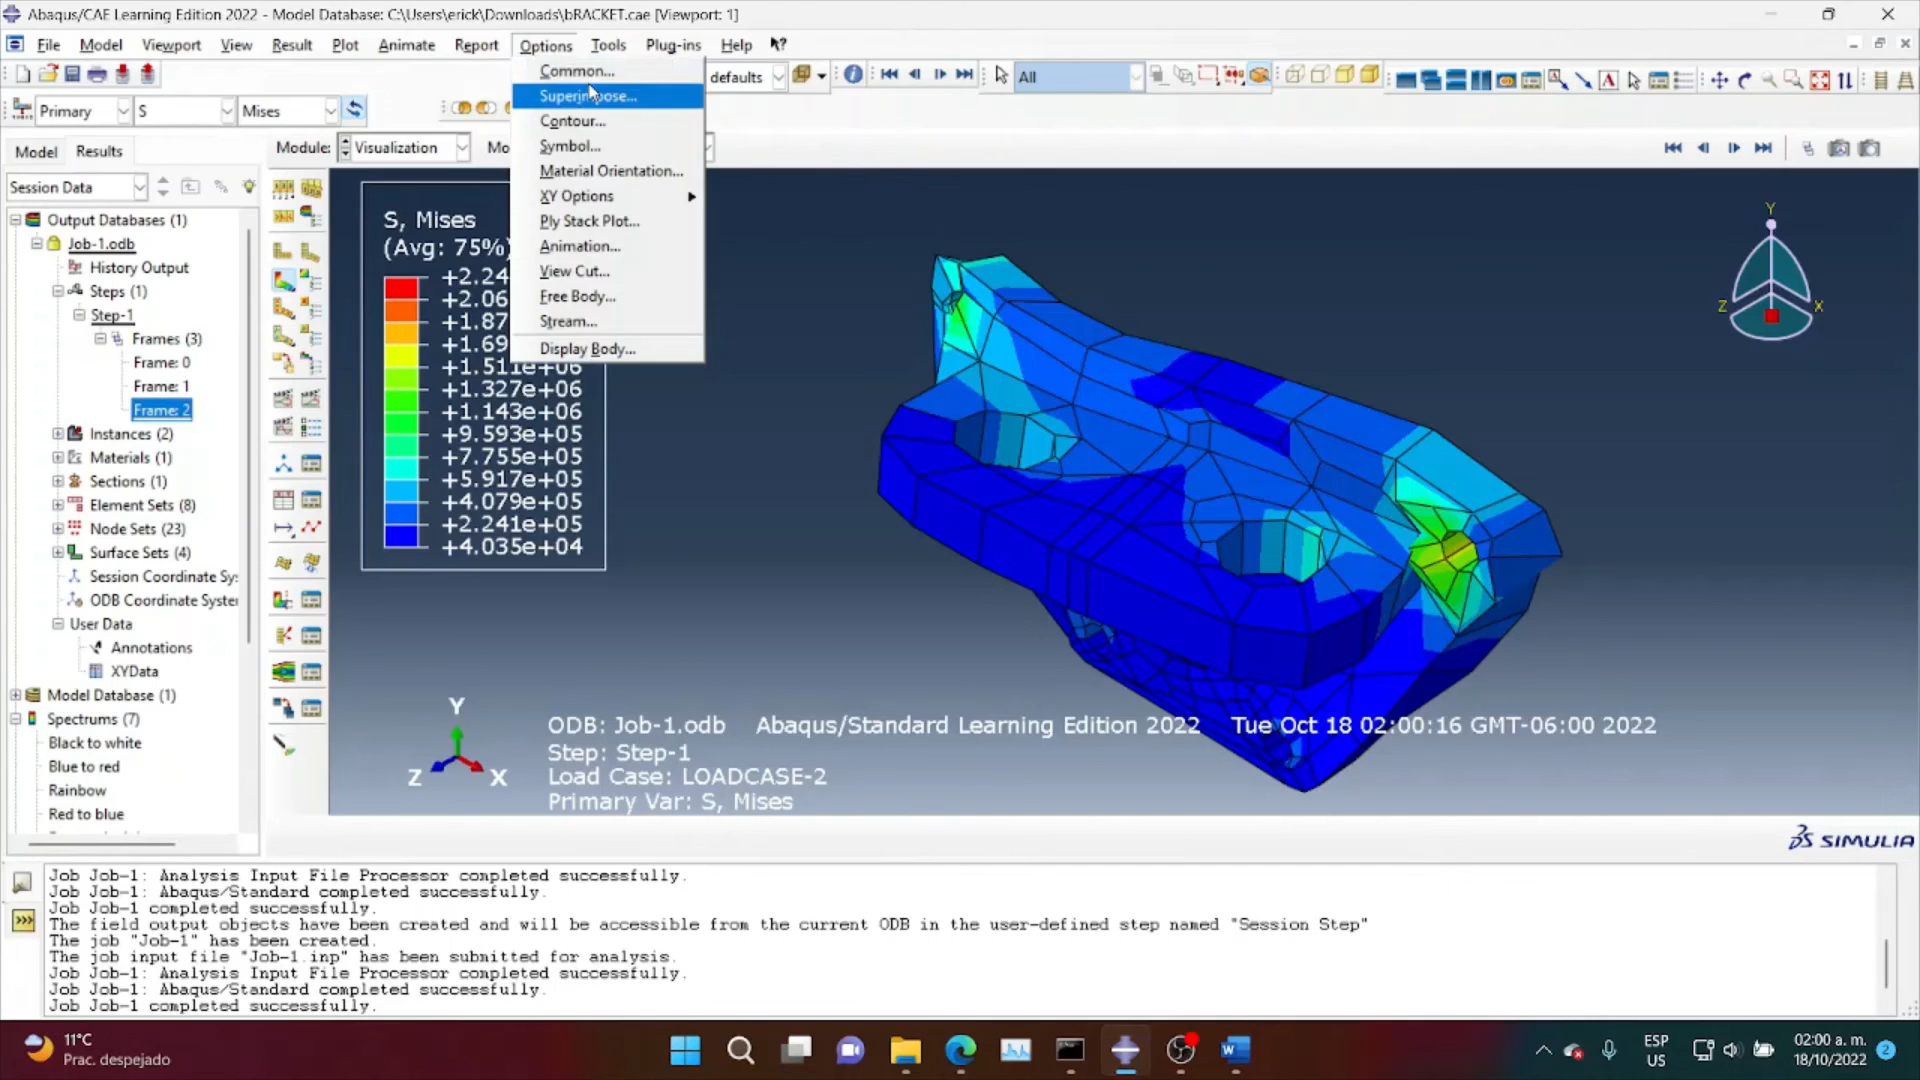 Abaqus/CAE Learning Edition 2022 - Model Database: C:\Users\erick\Downloads\bRACKET.cae [Viewport: 1]
File Model Viewport View Result Plot Animate Report Options Tools Plug-ins Help
defaults
All
Primary S Mises
Model Results
Module: Visualization
Session Data
Output Databases (1)
Job-1.odb
History Output
Steps (1)
Step-1
Frames (3)
Frame: 0
Frame: 1
Frame: 2
Instances (2)
Materials (1)
Sections (1)
Element Sets (8)
Node Sets (23)
Surface Sets (4)
Session Coordinate Sy:
ODB Coordinate Syster
User Data
Annotations
XYData
Model Database (1)
Spectrums (7)
Black to white
Blue to red
Rainbow
Red to blue
Common...
Superimpose...
Contour...
Symbol...
Material Orientation...
XY Options
Ply Stack Plot...
Animation...
View Cut...
Free Body...
Stream...
Display Body...
S, Mises
(Avg: 75%)
+2.24
+2.06
+1.87
+1.69
+1.511e+06
+1.327e+06
+1.143e+06
+9.593e+05
+7.755e+05
+5.917e+05
+4.079e+05
+2.241e+05
+4.035e+04
Y
Z X
Y
Z X
ODB: Job-1.odb Abaqus/Standard Learning Edition 2022 Tue Oct 18 02:00:16 GMT-06:00 2022
Step: Step-1
Load Case: LOADCASE-2
Primary Var: S, Mises
SIMULIA
Job Job-1: Analysis Input File Processor completed successfully.
Job Job-1: Abaqus/Standard completed successfully.
Job Job-1 completed successfully.
The field output objects have been created and will be accessible from the current ODB in the user-defined step named "Session Step"
The job "Job-1" has been created.
The job input file "Job-1.inp" has been submitted for analysis.
Job Job-1: Analysis Input File Processor completed successfully.
Job Job-1: Abaqus/Standard completed successfully.
Job Job-1 completed successfully.
11°C
Prac. despejado
ESP
US
02:00 a. m.
18/10/2022
2